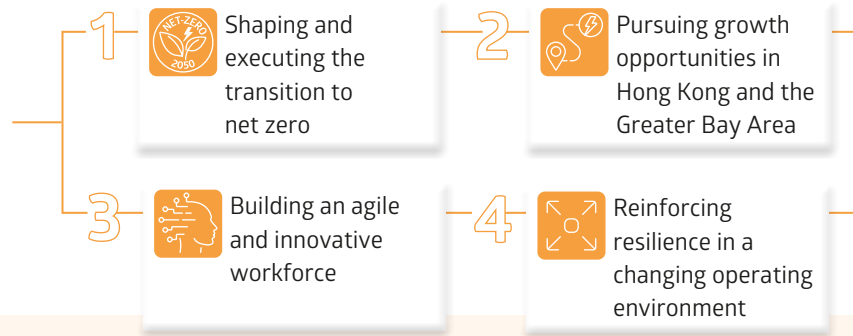 1
NET-ZERO
2050
Shaping and
executing the
transition to
net zero
2
Pursuing growth
opportunities in
Hong Kong and the
Greater Bay Area
3
Building an agile
and innovative
workforce
4
Reinforcing
resilience in a
changing operating
environment